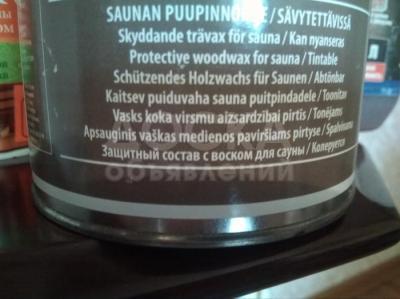 SAUNAN / SÄVYTETTÄVISSÄ
Skyddande trävax för sauna / Kan nyanseras
Protective woodwax for sauna / Tintable
Schützendes Holzwachs für Saunen / Abtönbar
Kaitsev puiduvaha sauna puitpindadele / Toonitav
Vasks koka virsmu aizsardzībai pirtīs / Tonējams
Apsauginis vaškas medienos paviršiams pirtyse / Spalvinams
Защитный состав с воском для сауны / Колеруется
объявлений